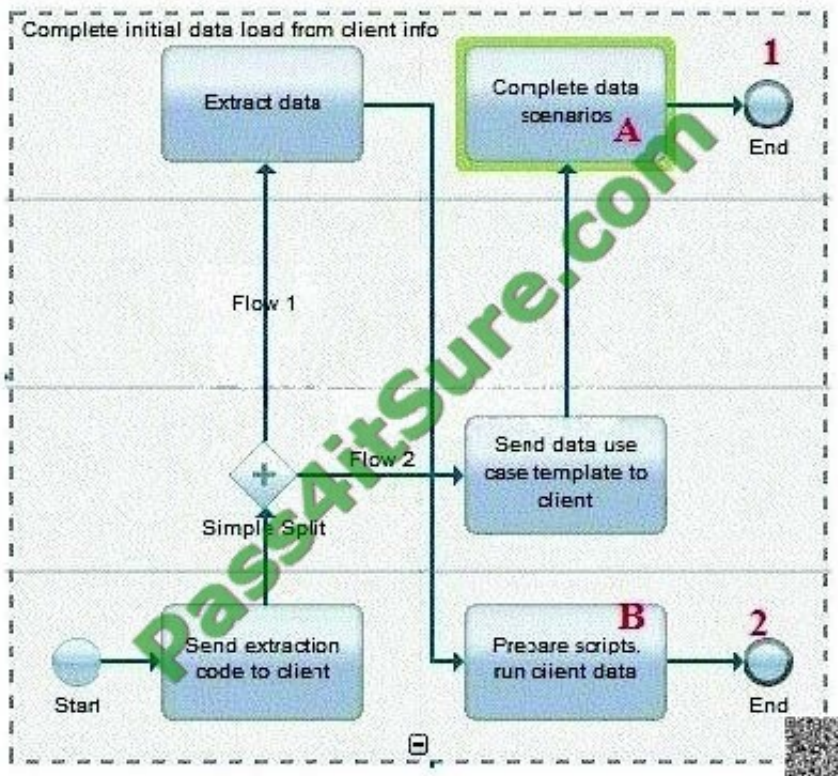 Complete initial data load from client info
Extract data
Complete data
scenarios
A
1
End
Flow 1
Flow 2
Simple Split
Send data use
case template to
client
Start
Send extraction
code to client
Prepare scripts.
run client data
B
2
End
Pass4itSure.com